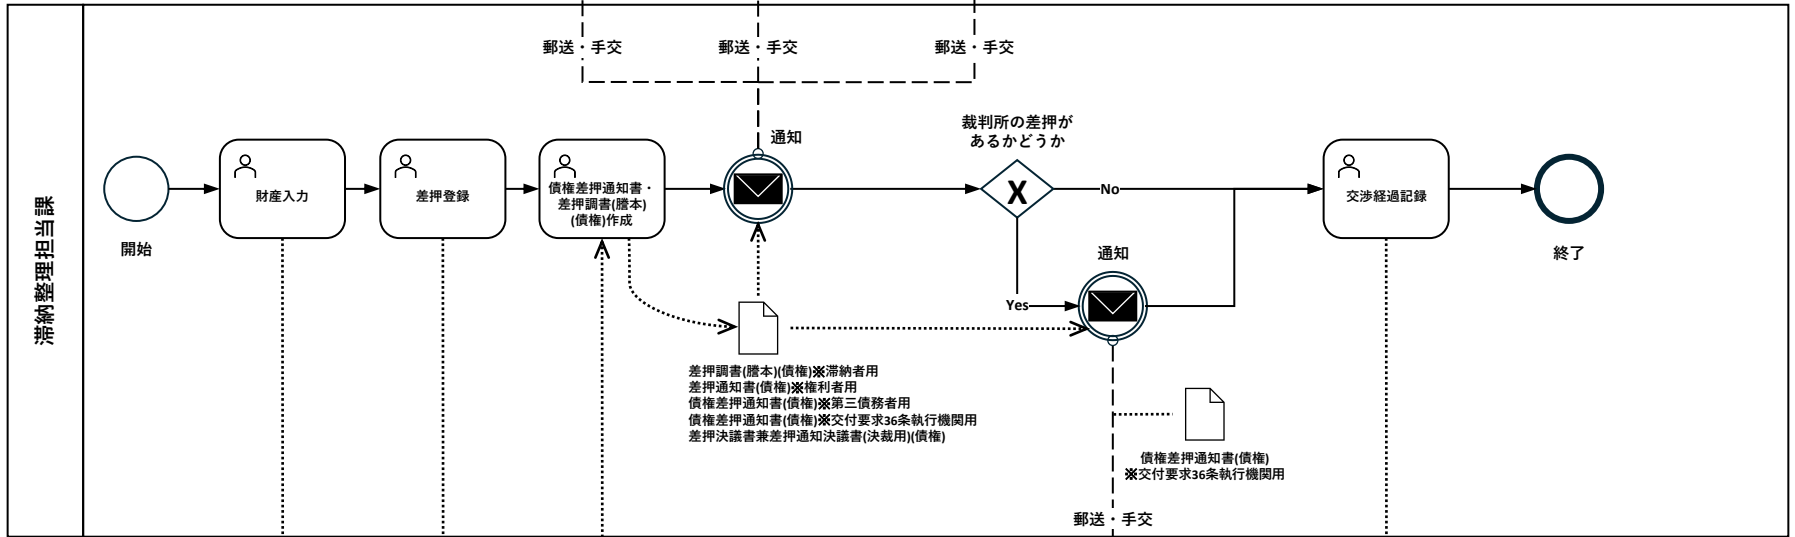 滞納整理担当課
郵送・手交
郵送・手交
郵送・手交
開始
財産入力
差押登録
債権差押通知書・
差押調書(謄本)
(債権)作成
通知
裁判所の差押が
あるかどうか
X
No
Yes
通知
交渉経過記録
終了
差押調書(謄本)(債権)※滞納者用
差押通知書(債権)※権利者用
債権差押通知書(債権)※第三債務者用
債権差押通知書(債権)※交付要求36条執行機関用
差押決議書兼差押通知決議書(決裁用)(債権)
債権差押通知書(債権)
※交付要求36条執行機関用
郵送・手交